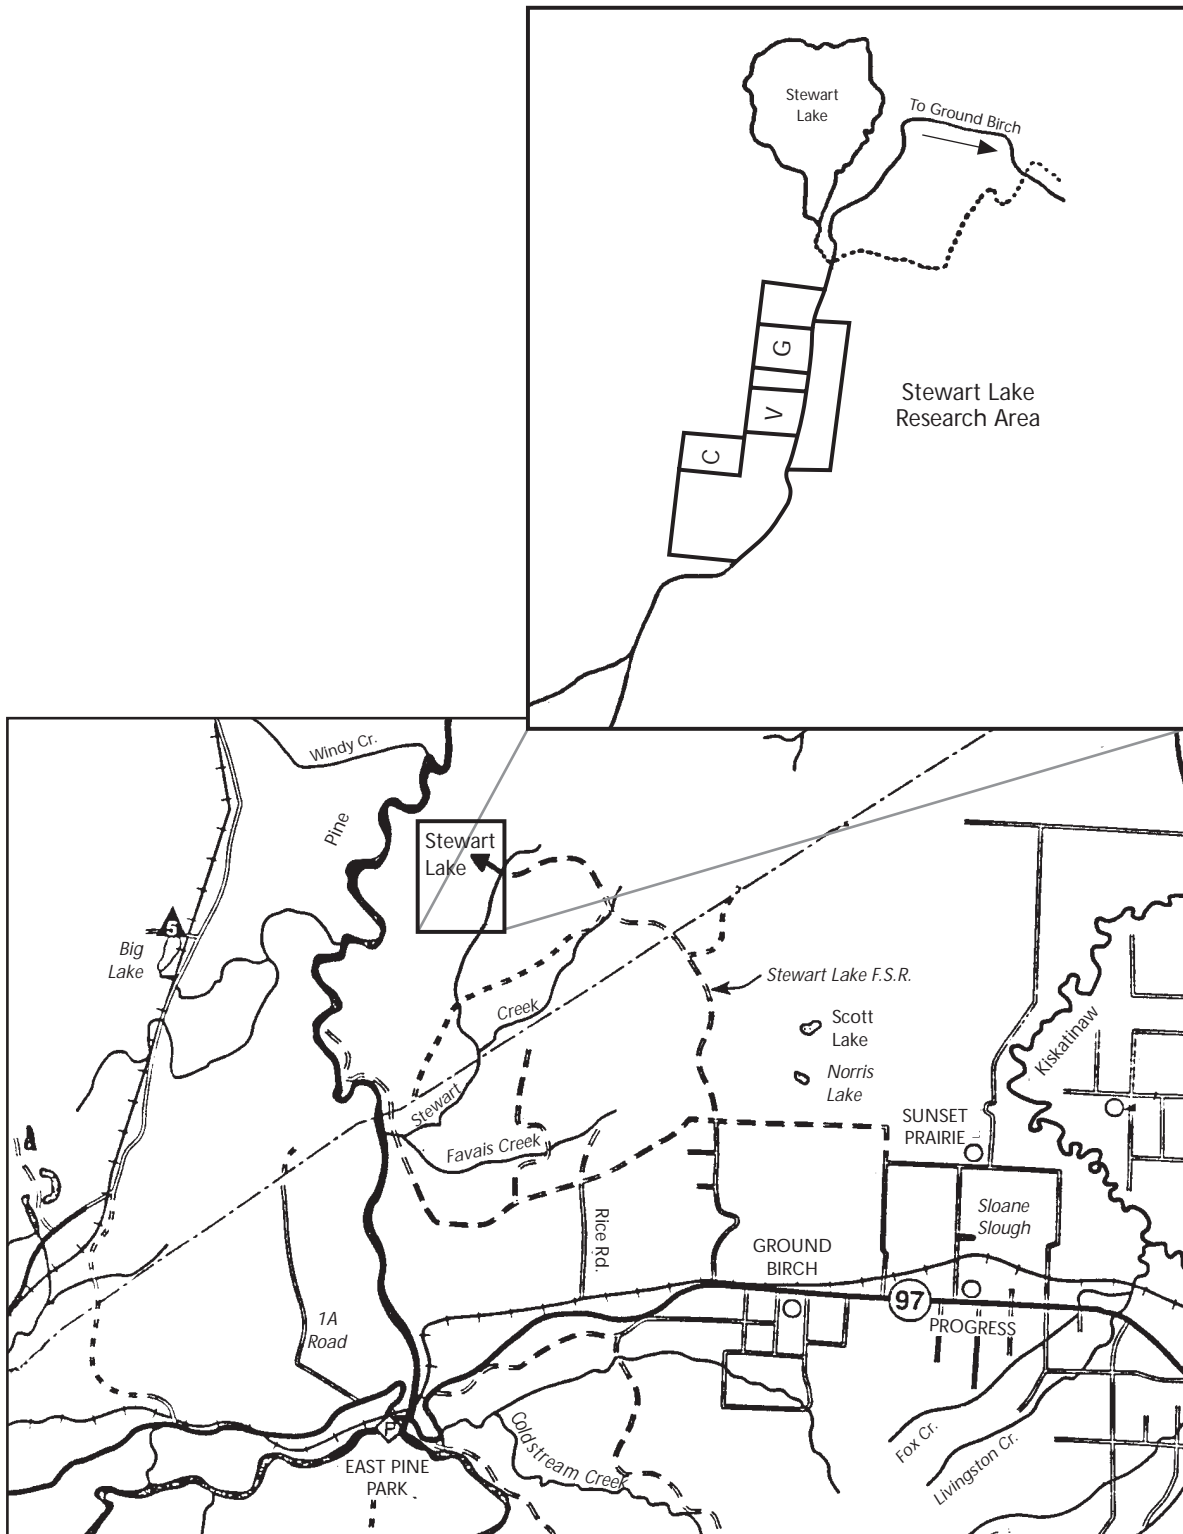 Stewart
Lake
To Ground Birch
G
V
C
Stewart Lake
Research Area
Windy Cr.
Pine
Stewart
Lake
5
Big
Lake
Creek
Stewart Lake F.S.R.
Scott
Lake
Norris
Lake
Kiskatinaw
Stewart
SUNSET
PRAIRIE
Favais Creek
Sloane
Slough
Rice Rd.
GROUND
BIRCH
97
PROGRESS
1A
Road
P
EAST PINE
PARK
Coldstream Creek
Fox Cr.
Livingston Cr.